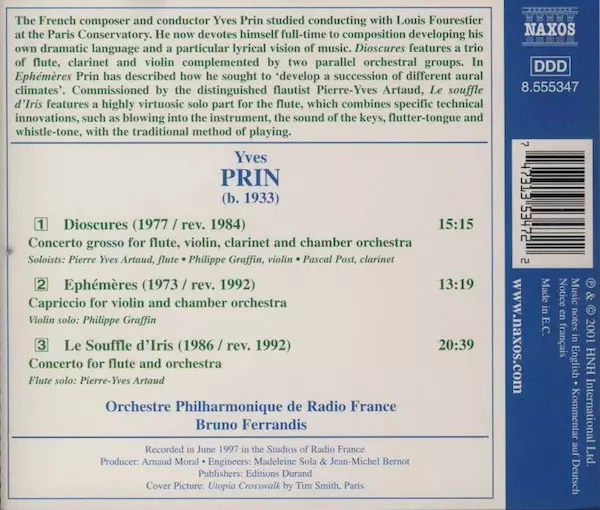 The French composer and conductor Yves Prin studied conducting with Louis Fourestier
at the Paris Conservatory. He now devotes himself full-time to composition developing
his own dramatic language and a particular lyrical vision of music. Dioscures features a trio
of flute, clarinet and violin complemented by two parallel orchestral groups. In
Ephémères Prin has described how he sought to ‘develop a succession of different aural
climates’. Commissioned by the distinguished flautist Pierre-Yves Artaud, Le souffle
d'Iris features a highly virtuosic solo part for the flute, which combines specific technical
innovations, such as blowing into the instrument, the sound of the keys, flutter-tongue and
whistle-tone, with the traditional method of playing.
Yves
PRIN
(b. 1933)
1 Dioscures (1977 / rev. 1984) 15:15
Concerto grosso for flute, violin, clarinet and chamber orchestra
Soloists: Pierre Yves Artaud, flute • Philippe Graffin, violin • Pascal Post, clarinet
2 Ephémères (1973 / rev. 1992) 13:19
Capriccio for violin and chamber orchestra
Violin solo: Philippe Graffin
3 Le Souffle d'Iris (1986 / rev. 1992) 20:39
Concerto for flute and orchestra
Flute solo: Pierre-Yves Artaud
Orchestre Philharmonique de Radio France
Bruno Ferrandis
Recorded in June 1997 in the Studios of Radio France
Producer: Arnaud Moral • Engineers: Madeleine Sola & Jean-Michel Bernot
Publishers: Editions Durand
Cover Picture: Utopia Crosswalk by Tim Smith, Paris
NAXOS
DDD
8.555347
7 47313 53472 2
www.naxos.com
℗ & © 2001 HNH International Ltd.
Music notes in English • Kommentar auf Deutsch
Notice en français
Made in E.C.